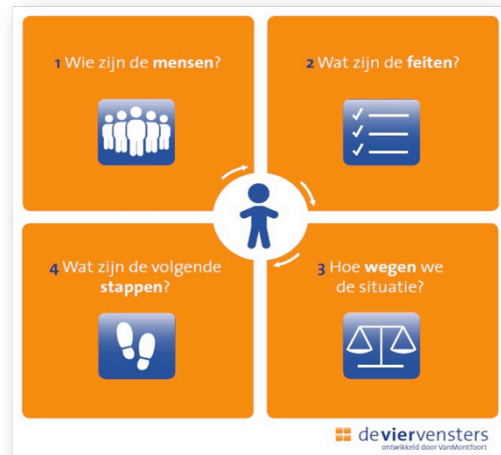 1 Wie zijn de mensen?
2 Wat zijn de feiten?
3 Hoe wegen we
de situatie?
4 Wat zijn de volgende
stappen?
deviervensters
ontwikkeld door VanMontfoort